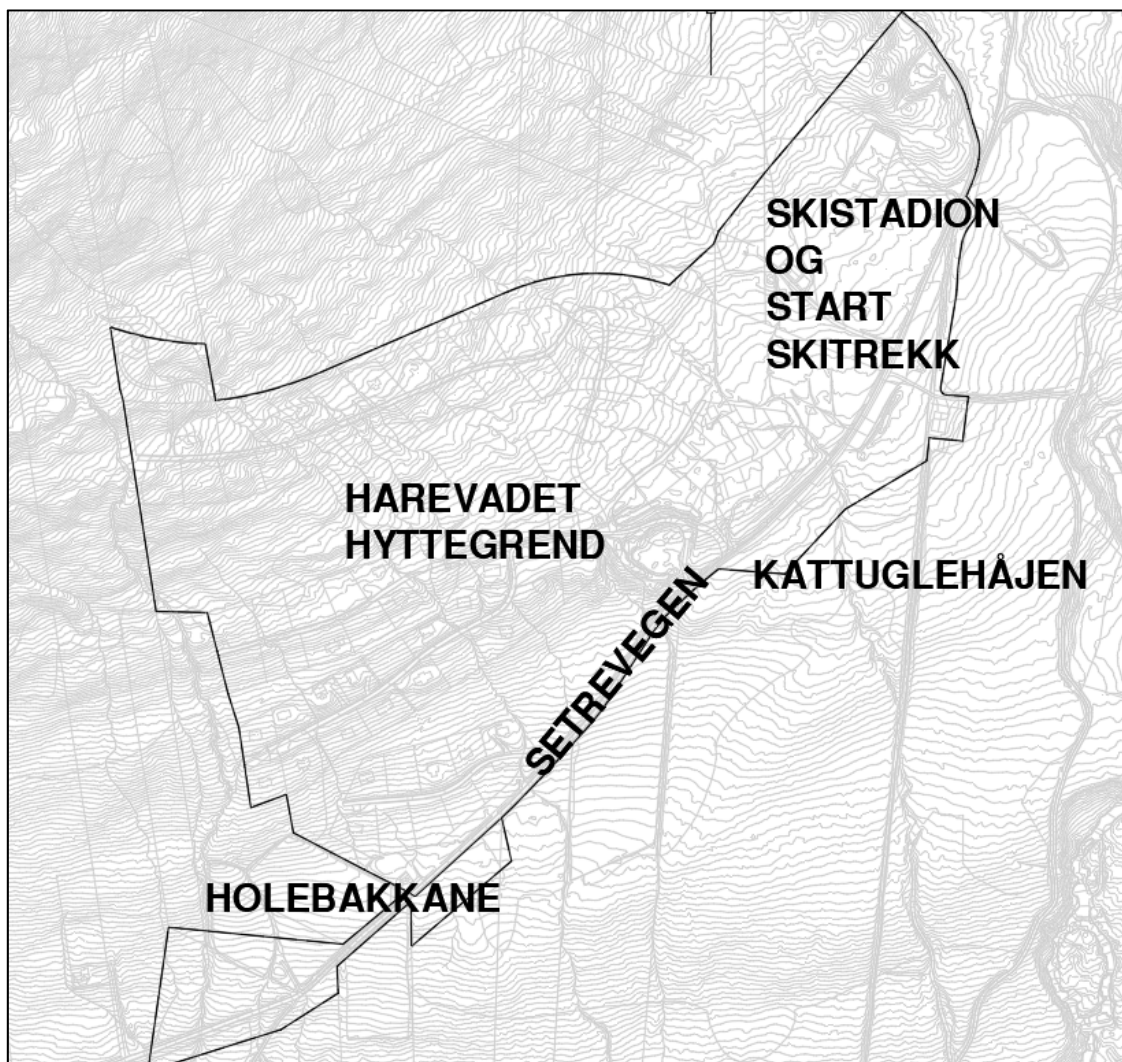 SKISTADION
OG
START
SKITREKK
HAREVADET
HYTTEGREND
KATTUGLEHÅJEN
SETREVEGEN
HOLEBAKKANE